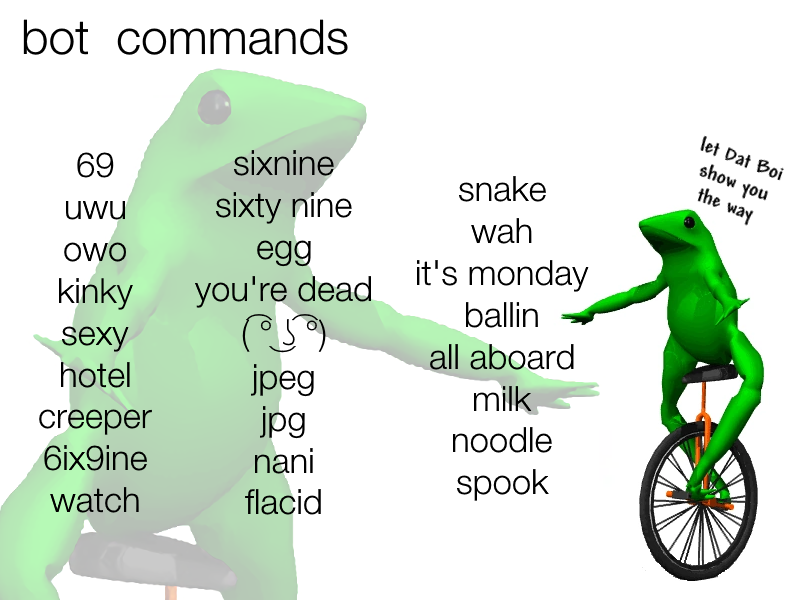 bot commands
69
uwu
owo
kinky
sexy
hotel
creeper
6ix9ine
watch
sixnine
sixty nine
egg
you're dead
( ͡° ͜ʖ ͡°)
jpeg
jpg
nani
flacid
snake
wah
it's monday
ballin
all aboard
milk
noodle
spook
let Dat Boi
show you
the way